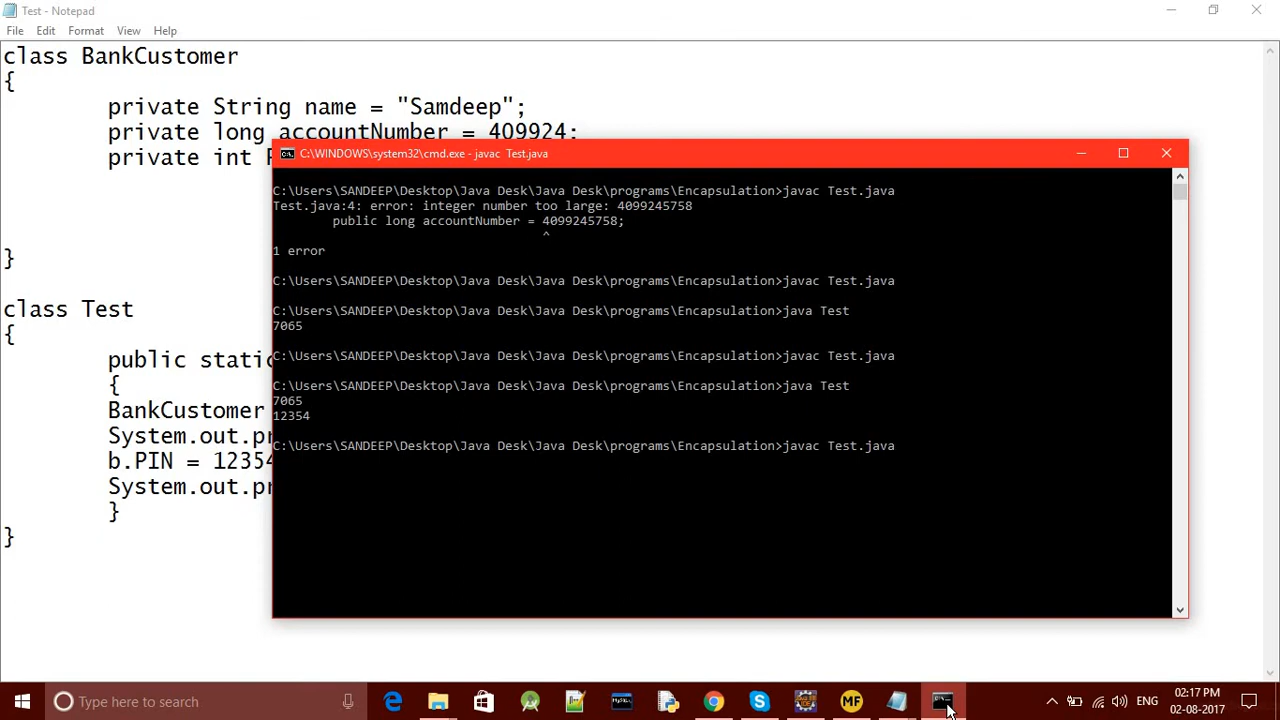 Test - Notepad
File Edit Format View Help
class BankCustomer
{
private String name = "Samdeep";
private long accountNumber = 409924;
private int
}
class Test
{
public static
{
BankCustomer
System.out.pr
b.PIN = 12354
System.out.pr
}
}
C:\WINDOWS\system32\cmd.exe - javac Test.java
C:\Users\SANDEEP\Desktop\Java Desk\Java Desk\programs\Encapsulation>javac Test.java
Test.java:4: error: integer number too large: 4099245758
public long accountNumber = 4099245758;
^
1 error
C:\Users\SANDEEP\Desktop\Java Desk\Java Desk\programs\Encapsulation>javac Test.java
C:\Users\SANDEEP\Desktop\Java Desk\Java Desk\programs\Encapsulation>java Test
7065
C:\Users\SANDEEP\Desktop\Java Desk\Java Desk\programs\Encapsulation>javac Test.java
C:\Users\SANDEEP\Desktop\Java Desk\Java Desk\programs\Encapsulation>java Test
7065
12354
C:\Users\SANDEEP\Desktop\Java Desk\Java Desk\programs\Encapsulation>javac Test.java
Type here to search
MF
ENG
02:17 PM
02-08-2017